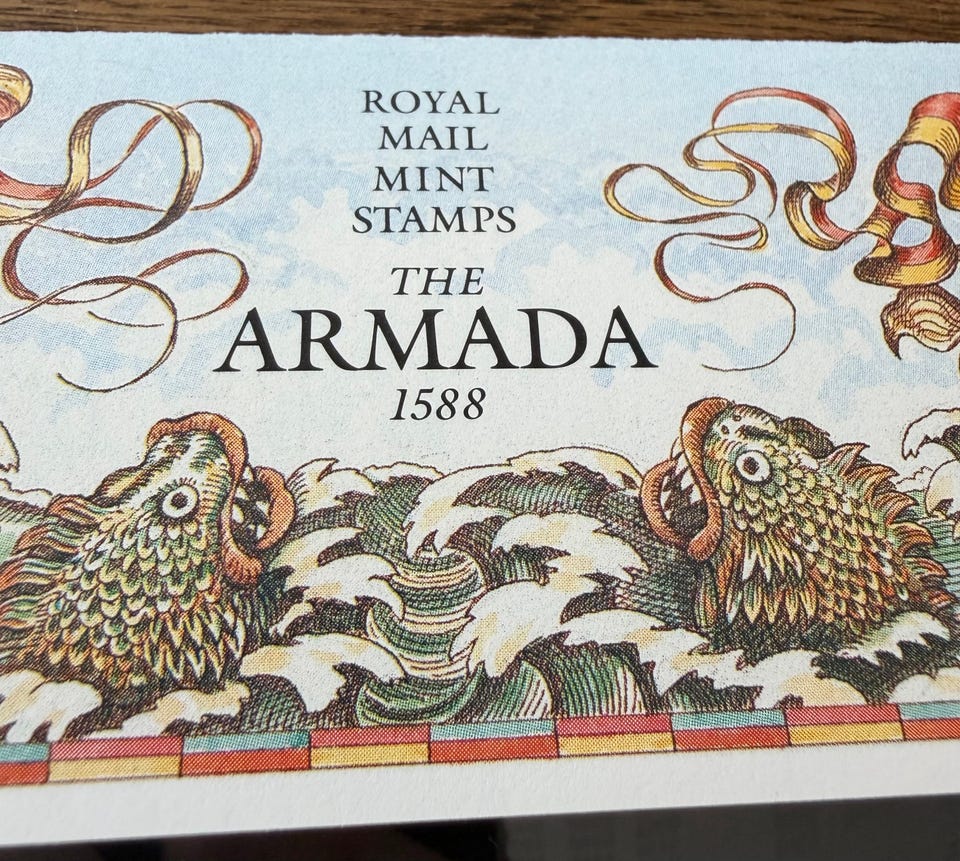 ROYAL
MAIL
MINT
STAMPS
THE
ARMADA
1588